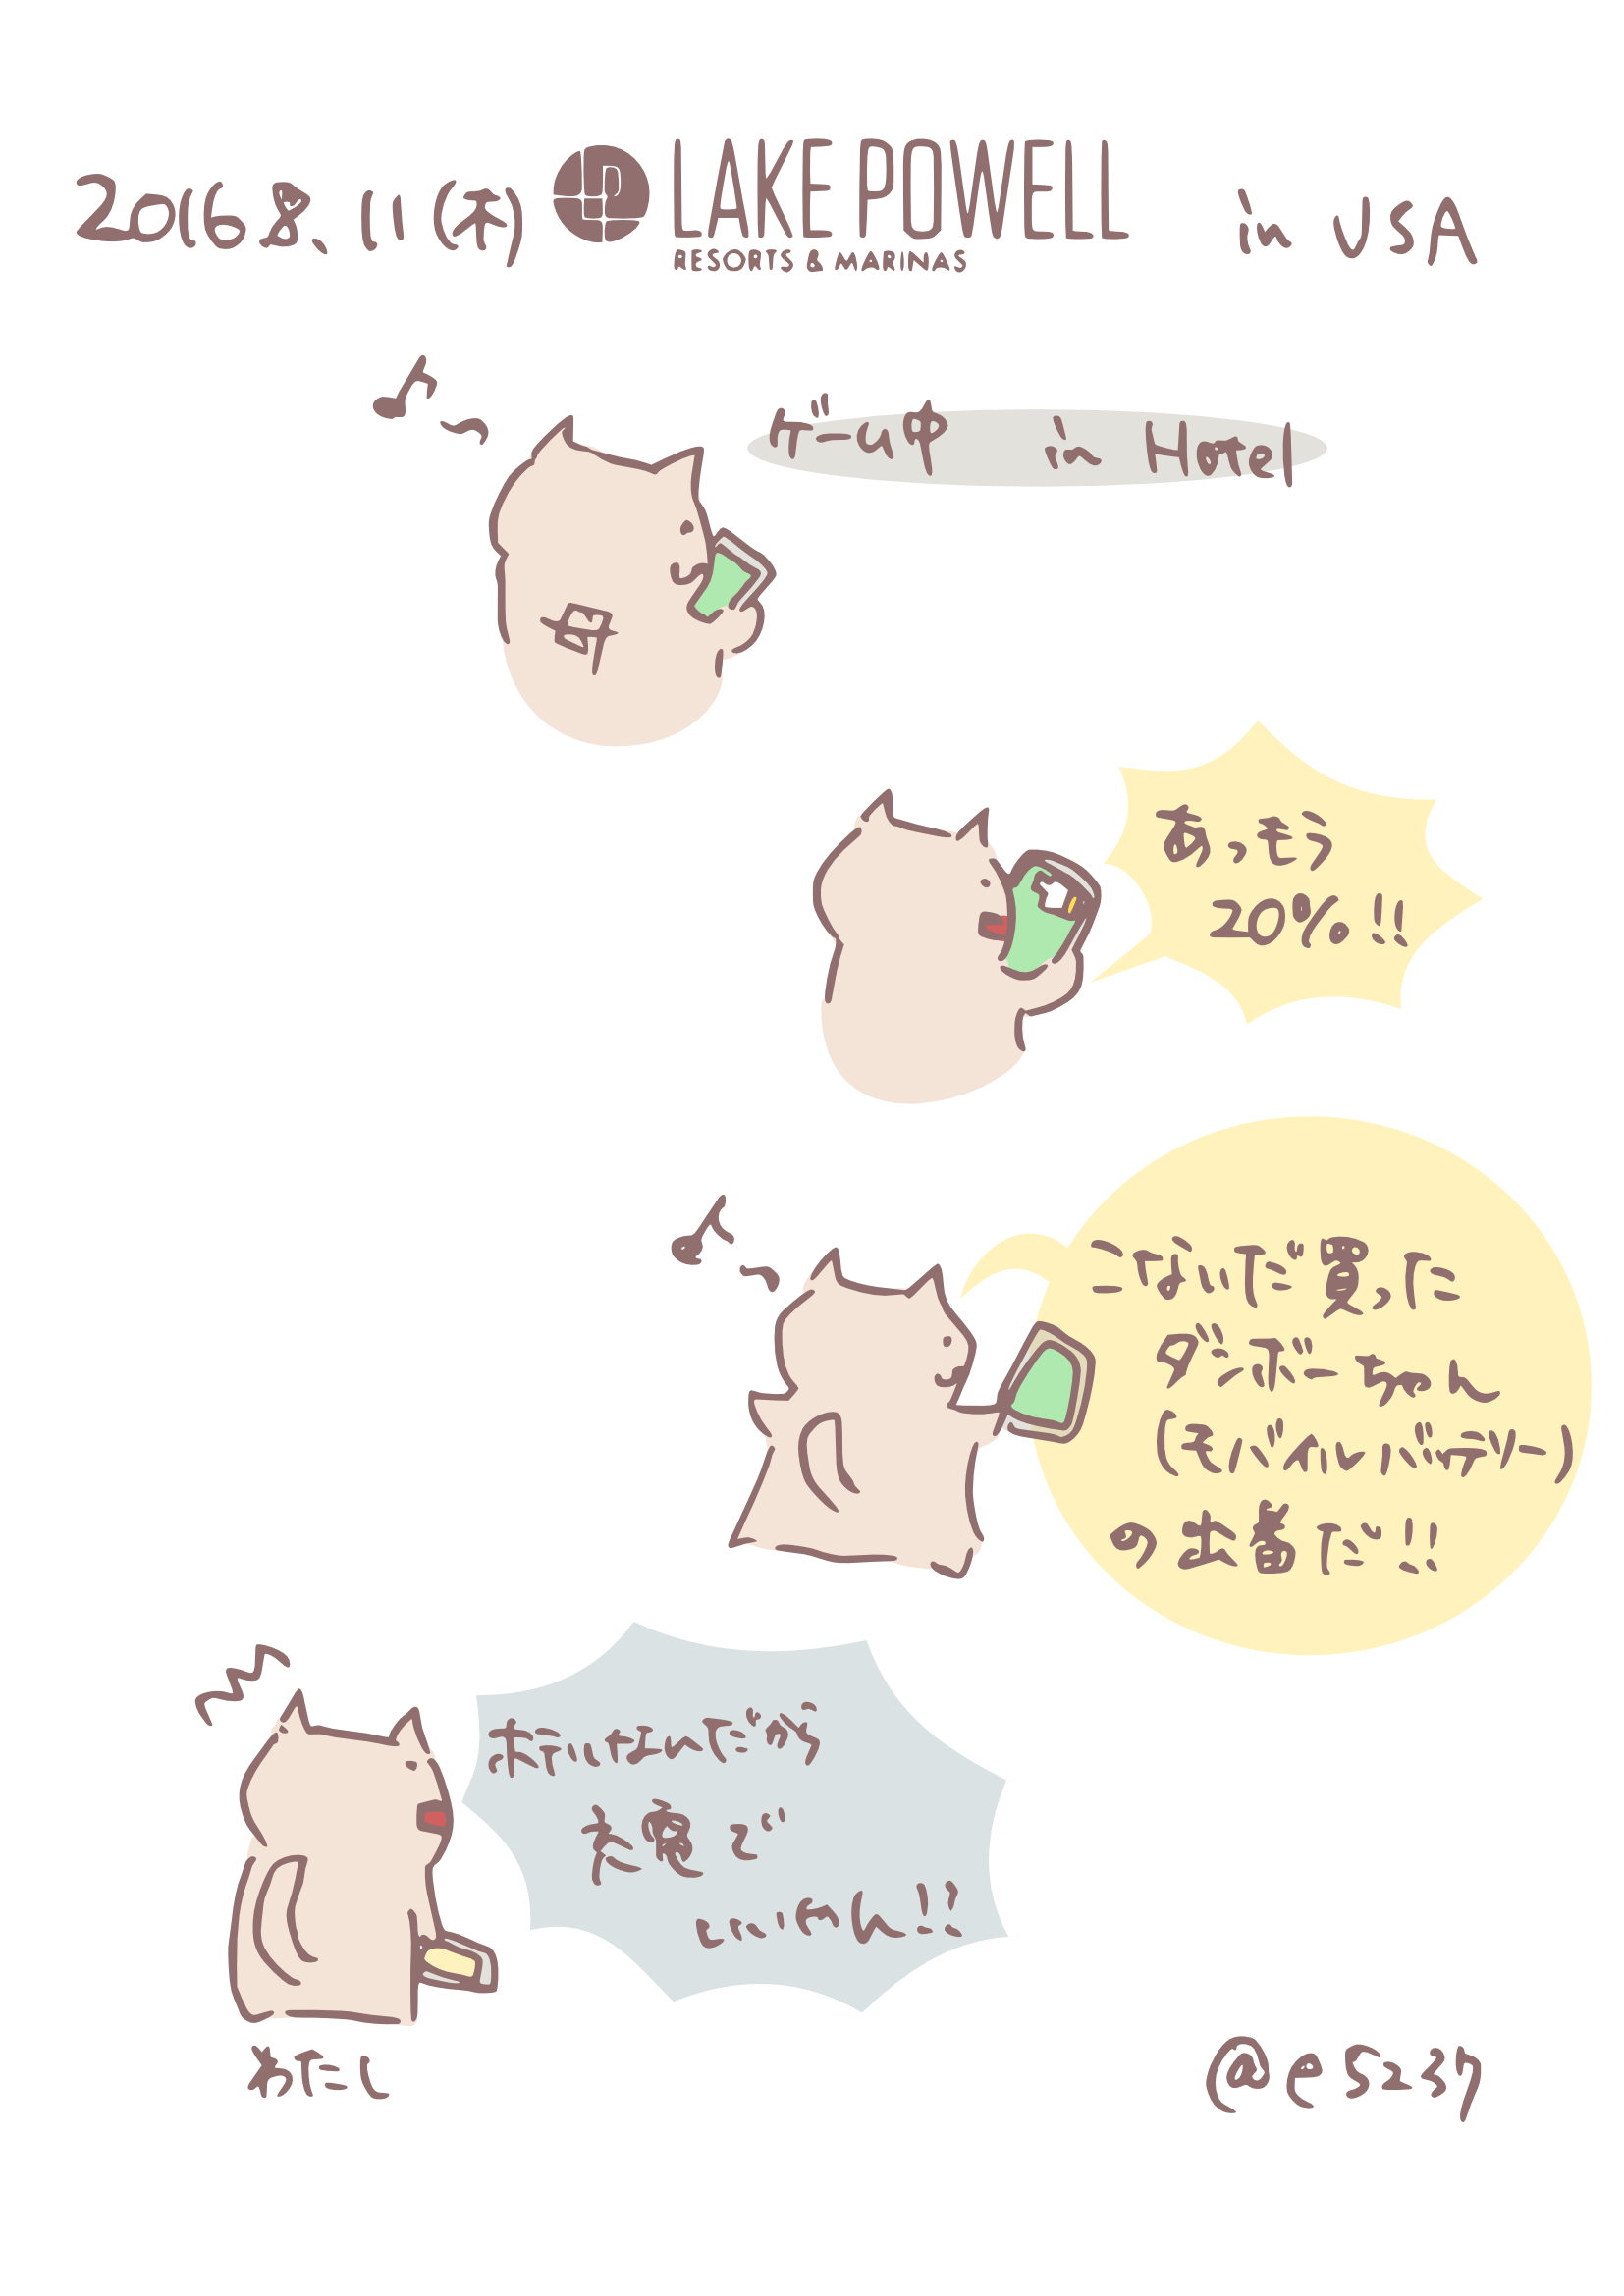 2016.8.11(木) LAKE POWELL in USA
RESORTS & MARINAS
ゲーム中 in Hotel
母
あっもう
20%!!
こないだ買った
ダンボーちゃん
(モバイルバッテリー)
の出番だ!!
ホテルなんだから
充電で
いいやん!?
わたし
@e5237